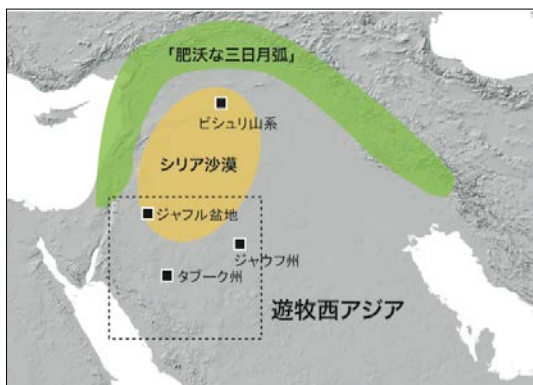 「肥沃な三日月弧」
ビシュリ山系
シリア沙漠
ジャフル盆地
ジャウフ州
タブーク州
遊牧西アジア